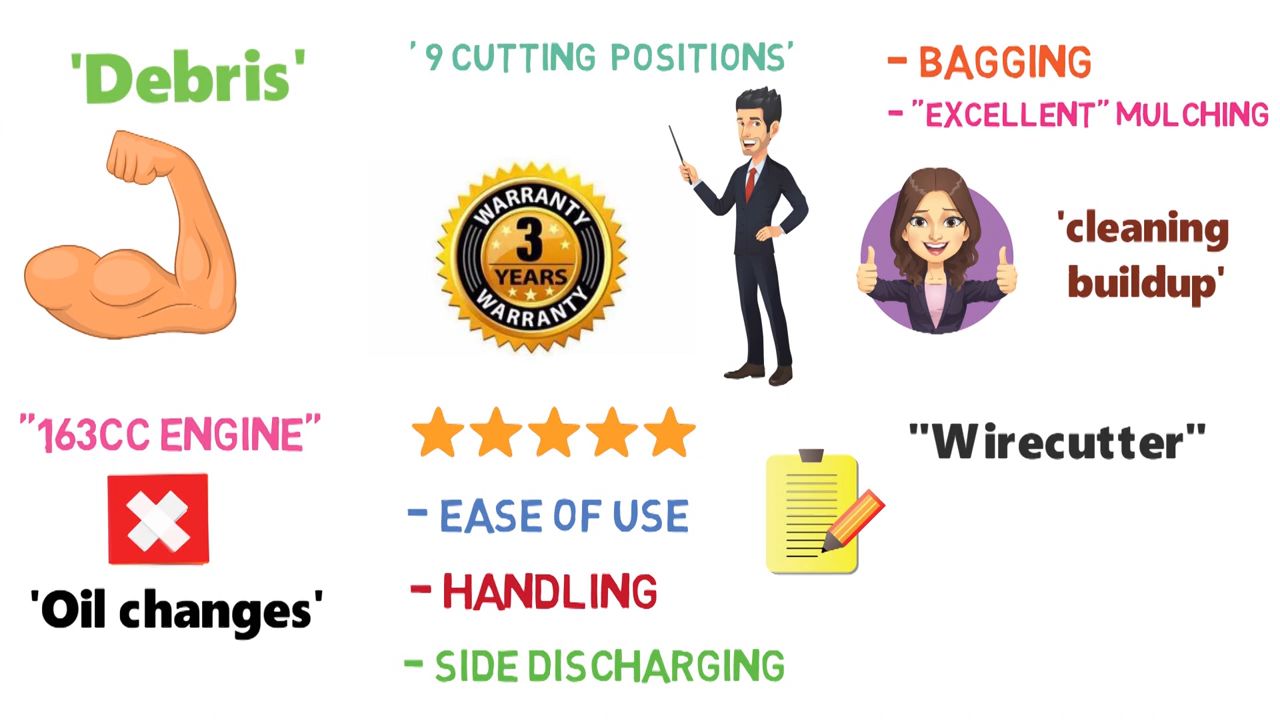 'Debris'
' 9 CUTTING POSITIONS'
- BAGGING
- "EXCELLENT" MULCHING
WARRANTY
3
YEARS
WARRANTY
'cleaning
buildup'
"163CC ENGINE"
'Oil changes'
- EASE OF USE
- HANDLING
- SIDE DISCHARGING
"Wirecutter"